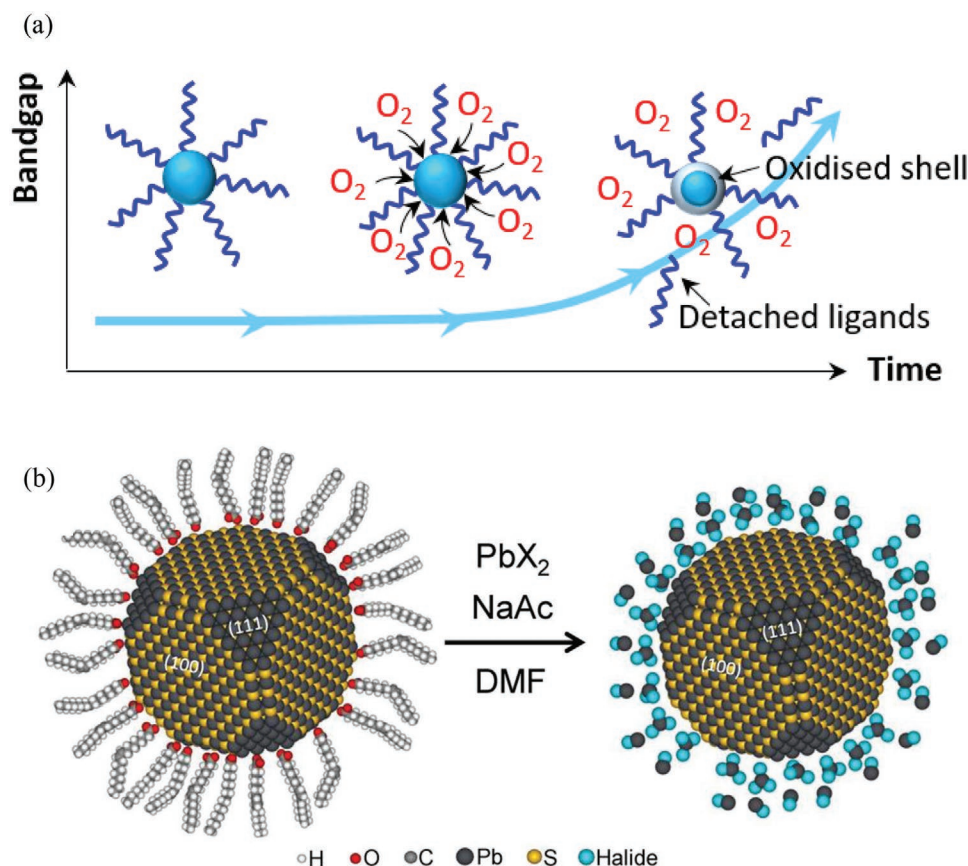 (a)
Bandgap
O₂
O₂
O₂
O₂
O₂
O₂
O₂
O₂
O₂
O₂
O₂
O₂
O₂
Oxidised shell
Detached ligands
Time
(b)
(111)
(100)
PbX₂
NaAc
DMF
(111)
(100)
H O C Pb S Halide